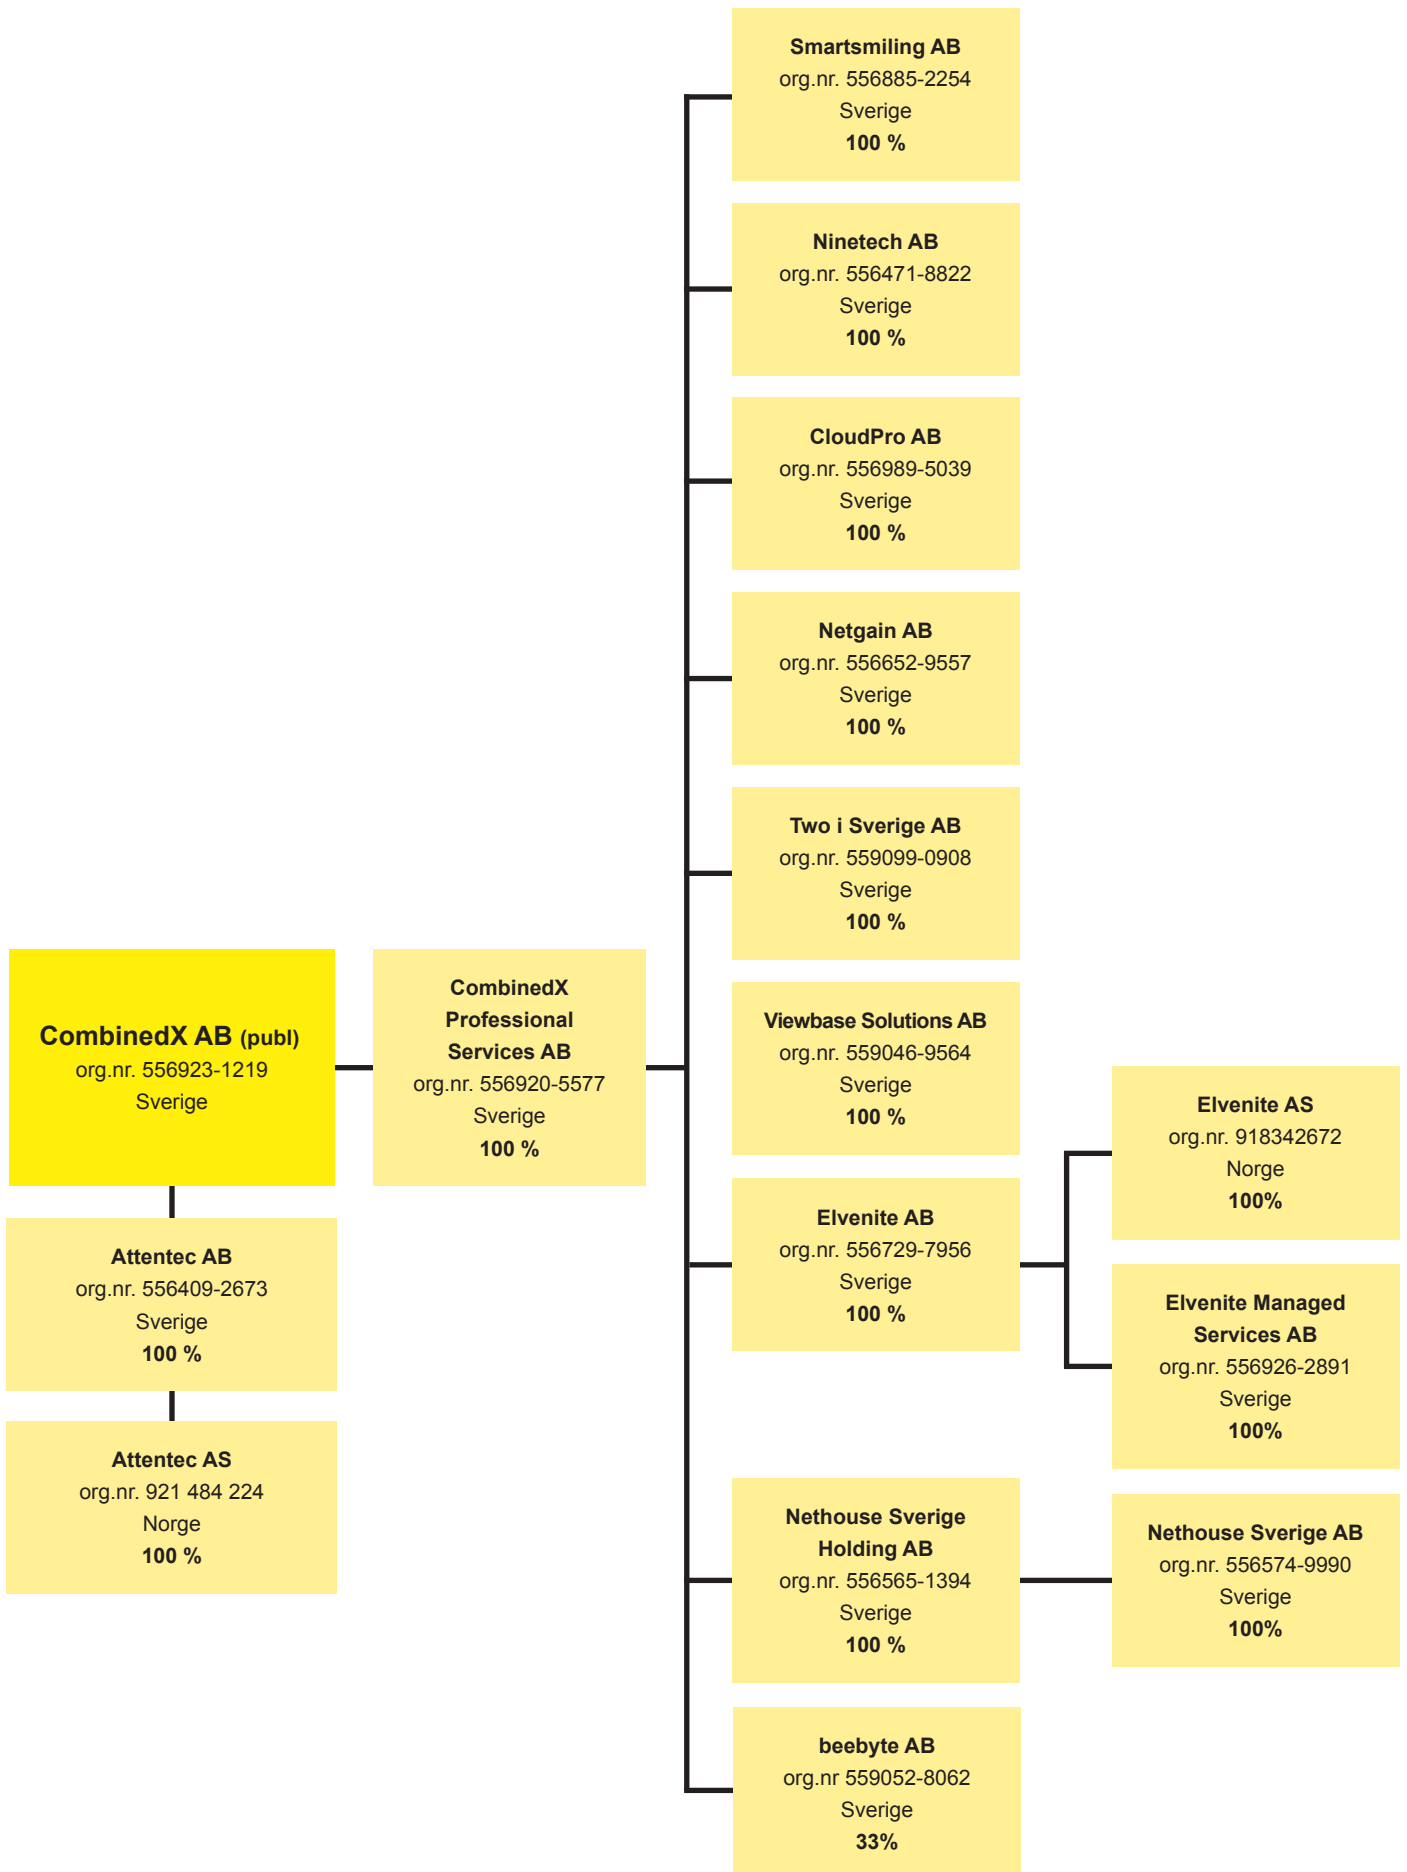 Smartsmiling AB
org.nr. 556885-2254
Sverige
100 %
Ninetech AB
org.nr. 556471-8822
Sverige
100 %
CloudPro AB
org.nr. 556989-5039
Sverige
100 %
Netgain AB
org.nr. 556652-9557
Sverige
100 %
Two i Sverige AB
org.nr. 559099-0908
Sverige
100 %
CombinedX AB (publ)
org.nr. 556923-1219
Sverige
CombinedX
Professional
Services AB
org.nr. 556920-5577
Sverige
100 %
Viewbase Solutions AB
org.nr. 559046-9564
Sverige
100 %
Elvenite AS
org.nr. 918342672
Norge
100%
Elvenite AB
org.nr. 556729-7956
Sverige
100 %
Attentec AB
org.nr. 556409-2673
Sverige
100 %
Elvenite Managed
Services AB
org.nr. 556926-2891
Sverige
100%
Attentec AS
org.nr. 921 484 224
Norge
100 %
Nethouse Sverige
Holding AB
org.nr. 556565-1394
Sverige
100 %
Nethouse Sverige AB
org.nr. 556574-9990
Sverige
100%
beebyte AB
org.nr 559052-8062
Sverige
33%